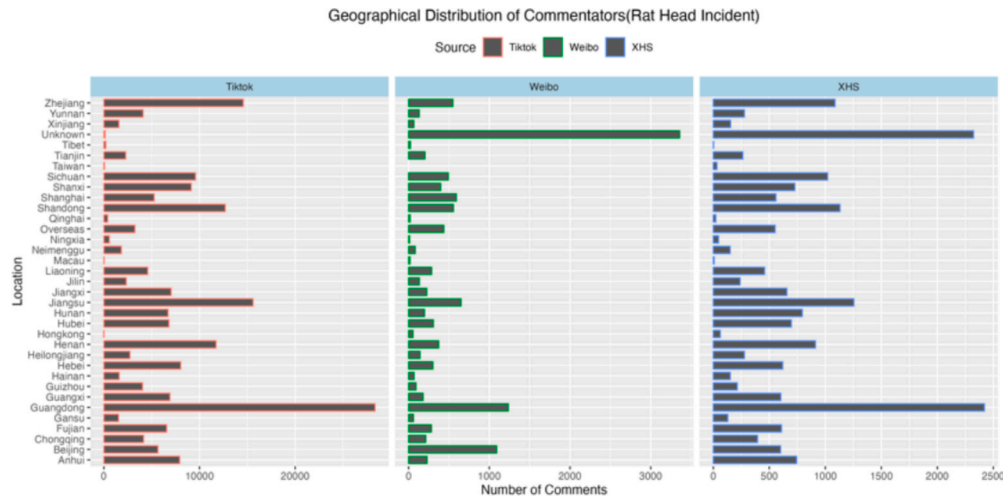 Geographical Distribution of Commentators(Rat Head Incident)
Source Tiktok Weibo XHS
Tiktok Weibo XHS
Zhejiang
Yunnan
Xinjiang
Unknown
Tibet
Tianjin
Taiwan
Sichuan
Shanxi
Shanghai
Shandong
Qinghai
Overseas
Ningxia
Neimenggu
Macau
Liaoning
Jilin
Jiangxi
Jiangsu
Hunan
Hubei
Hongkong
Henan
Heilongjiang
Hebei
Hainan
Guizhou
Guangxi
Guangdong
Gansu
Fujian
Chongqing
Beijing
Anhui
Location
0 10000 20000 0 1000 2000 3000 0 500 1000 1500 2000 2500
Number of Comments